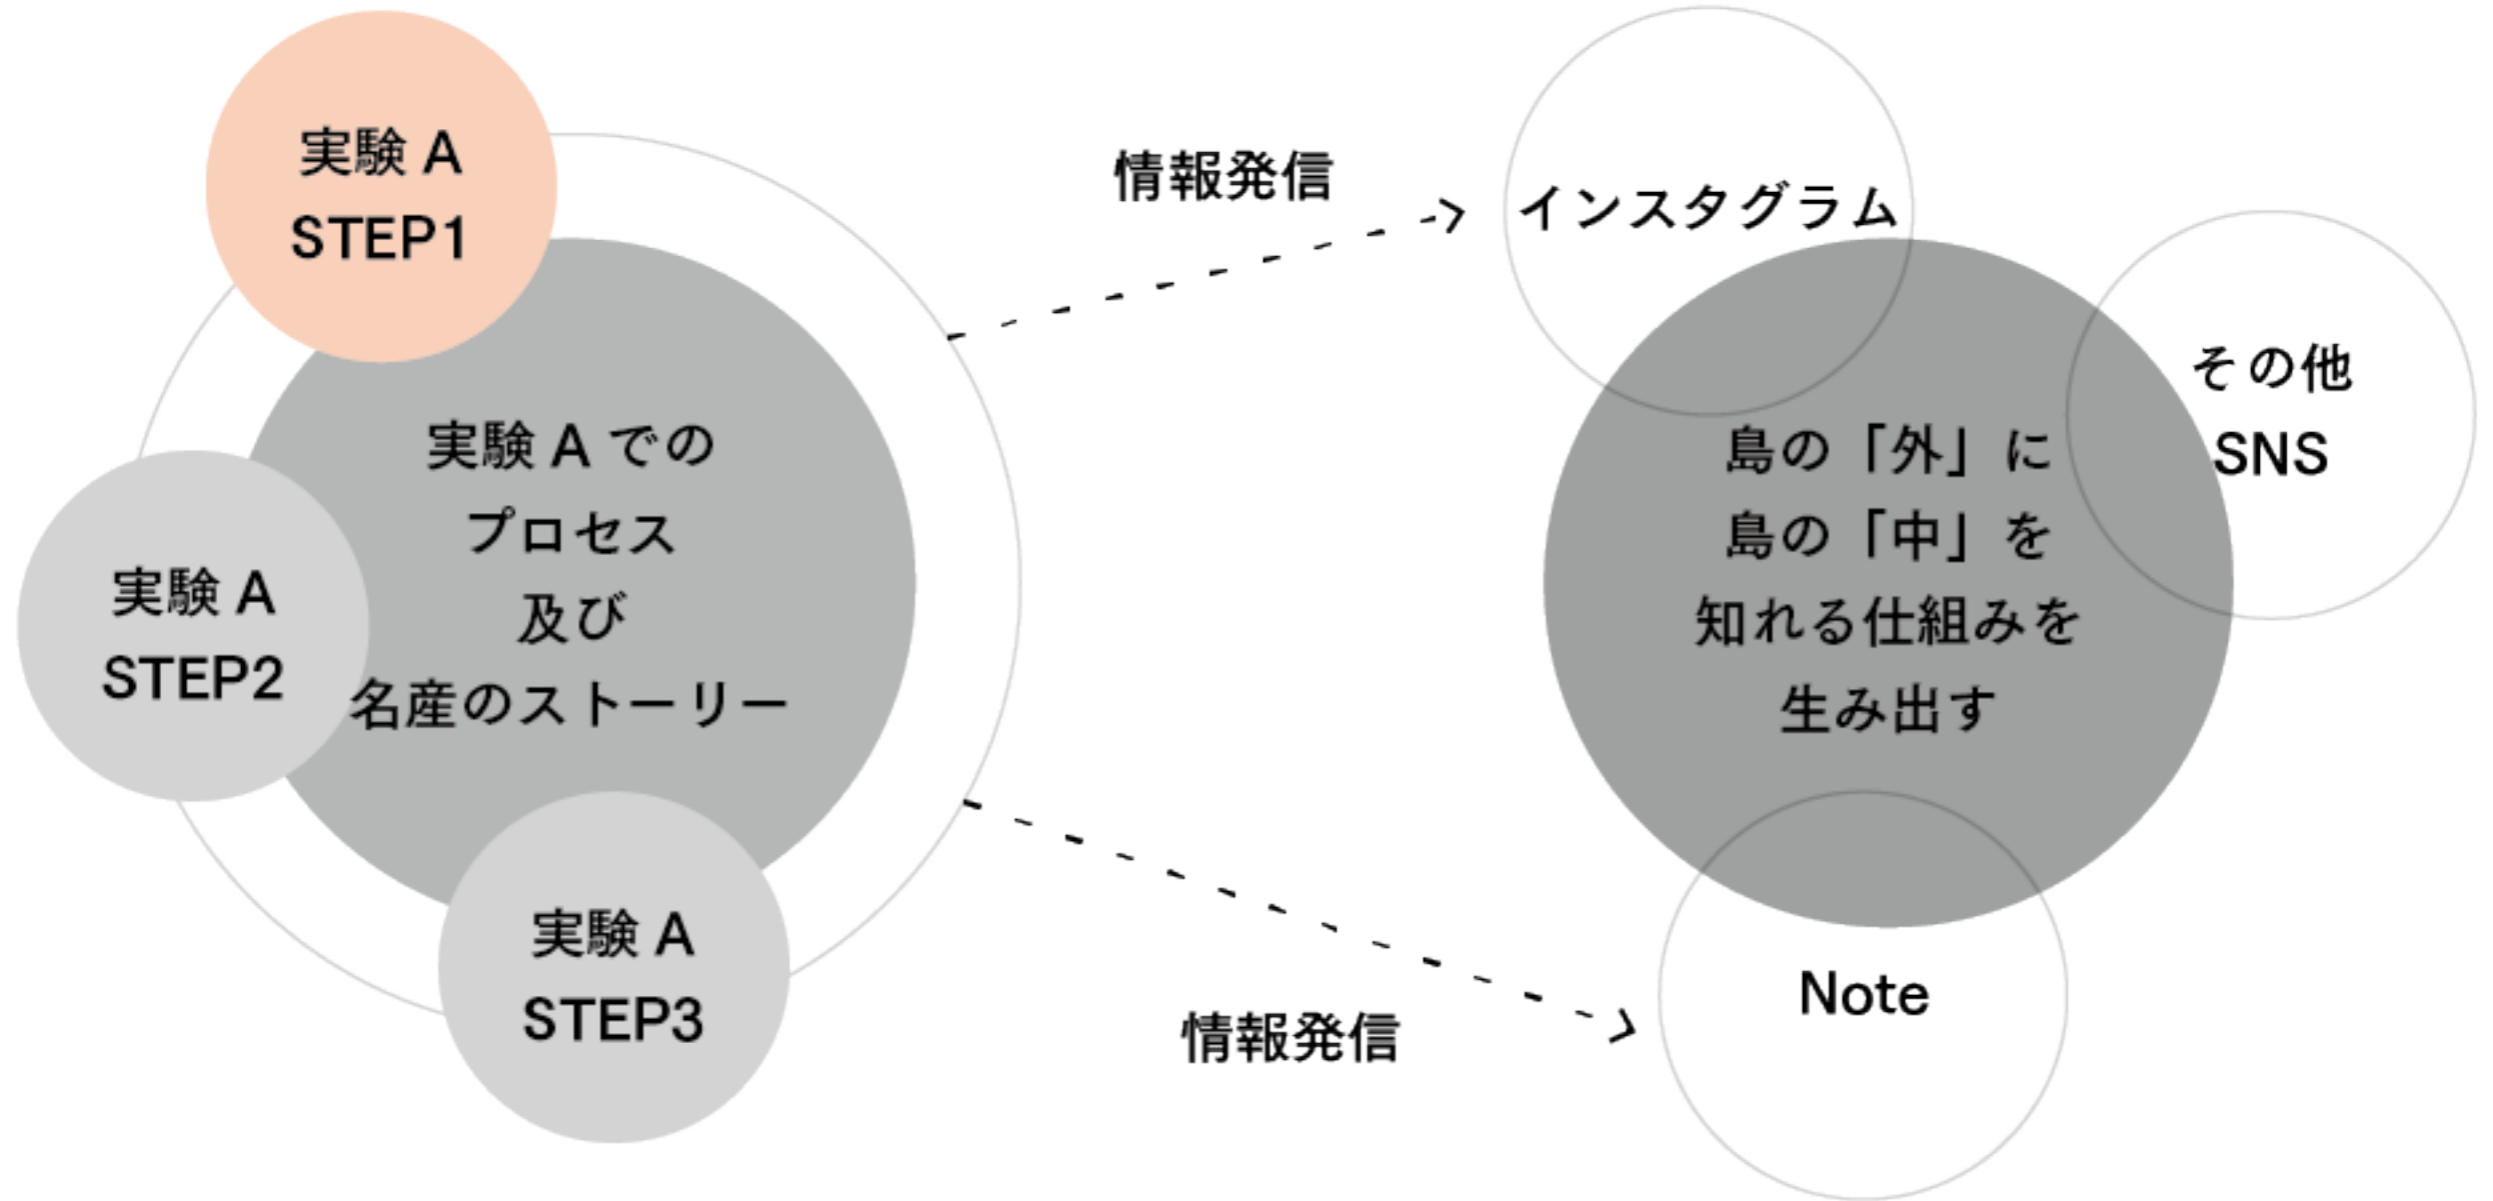 実験 A
STEP1
実験 A での
プロセス
及び
名産のストーリー
実験 A
STEP2
実験 A
STEP3
情報発信
情報発信
インスタグラム
その他
SNS
島の「外」に
島の「中」を
知れる仕組みを
生み出す
Note